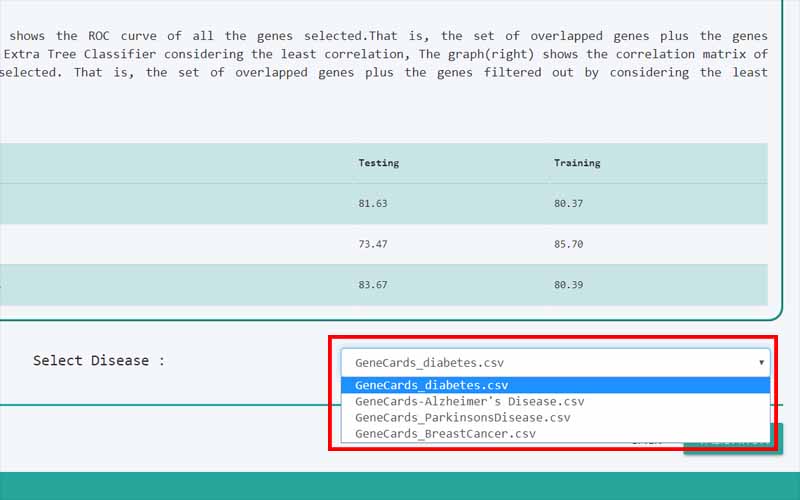 shows the ROC curve of all the genes selected.That is, the set of overlapped genes plus the genes
Extra Tree Classifier considering the least correlation, The graph(right) shows the correlation matrix of
selected. That is, the set of overlapped genes plus the genes filtered out by considering the least
Testing Training
81.63 80.37
73.47 85.70
83.67 80.39
Select Disease :
GeneCards_diabetes.csv
GeneCards_diabetes.csv
GeneCards-Alzheimer's Disease.csv
GeneCards_ParkinsonsDisease.csv
GeneCards_BreastCancer.csv